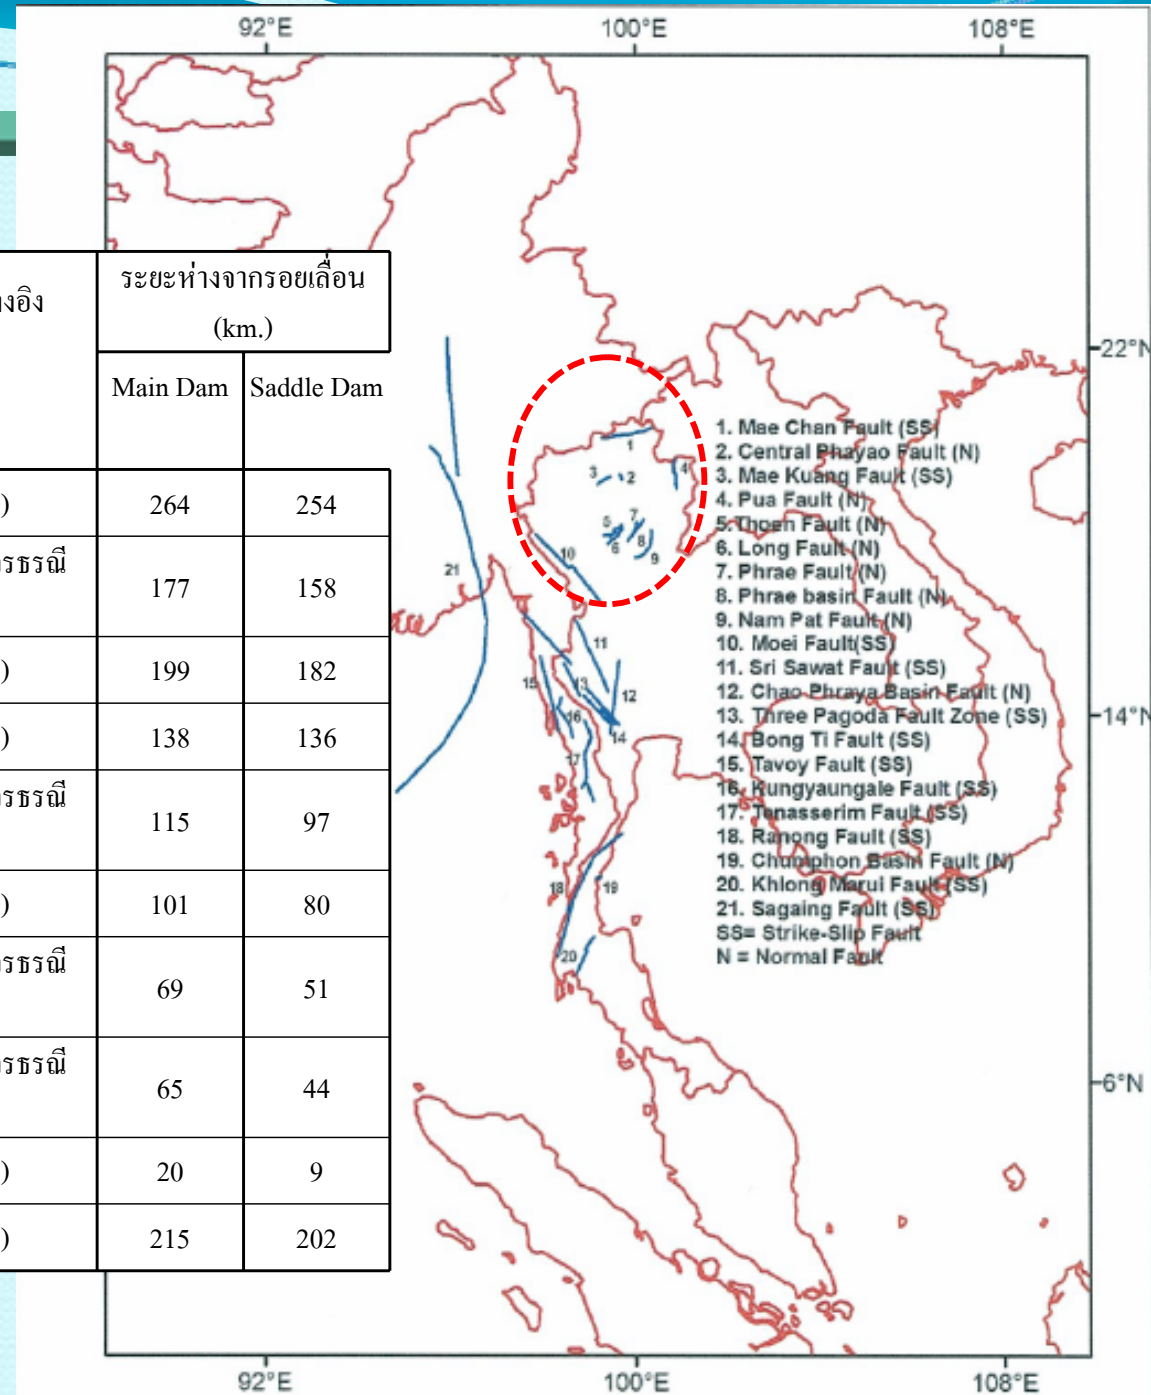 92°E 100°E 108°E
ระยะห่างจากรอยเลื่อน
(km.)
Main Dam Saddle Dam
264 254
177 158
199 182
138 136
115 97
101 80
69 51
65 44
20 9
215 202
22°N
14°N
6°N
1
2
3
4
5
6
7
8
9
10
11
12
13
14
15
16
17
18
19
20
21
1. Mae Chan Fault (SS)
2. Central Phayao Fault (N)
3. Mae Kuang Fault (SS)
4. Pua Fault (N)
5. Thoen Fault (N)
6. Long Fault (N)
7. Phrae Fault (N)
8. Phrae basin Fault (N)
9. Nam Pat Fault (N)
10. Moei Fault(SS)
11. Sri Sawat Fault (SS)
12. Chao Phraya Basin Fault (N)
13. Three Pagoda Fault Zone (SS)
14. Bong Ti Fault (SS)
15. Tavoy Fault (SS)
16. Kungyaungale Fault (SS)
17. Tenasserim Fault (SS)
18. Ranong Fault (SS)
19. Chumphon Basin Fault (N)
20. Khlong Marui Fault (SS)
21. Sagaing Fault (SS)
SS= Strike-Slip Fault
N = Normal Fault
92°E 100°E 108°E